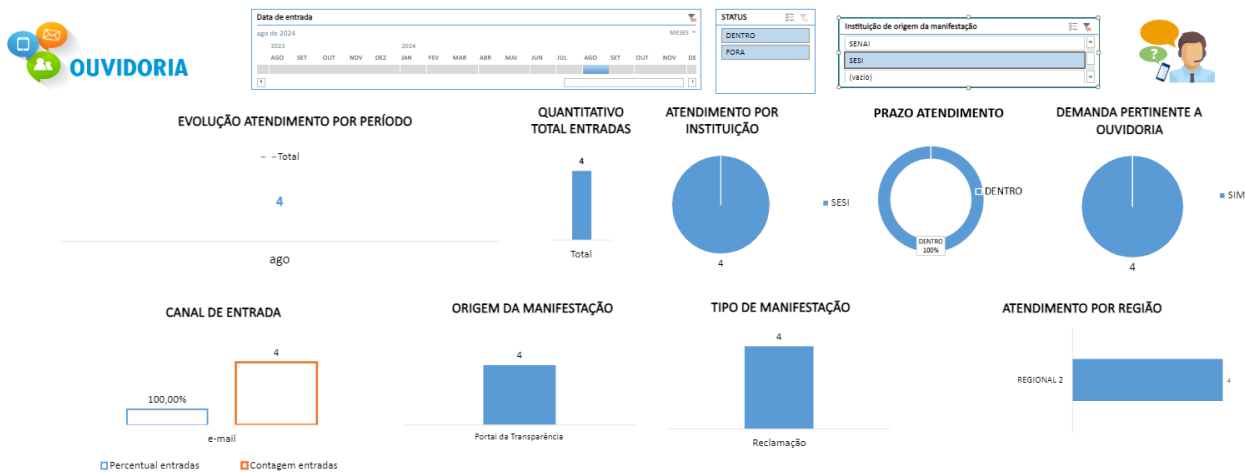 OUVIDORIA
Data de entrada
ago de 2024
MESES
2023
2024
AGO SET OUT NOV DEZ JAN FEV MAR ABR MAI JUN JUL AGO SET OUT NOV DE
STATUS
DENTRO
FORA
Instituição de origem da manifestação
SENAI
SESI
(vazio)
?
EVOLUÇÃO ATENDIMENTO POR PERÍODO
Total
4
ago
QUANTITATIVO
TOTAL ENTRADAS
4
Total
ATENDIMENTO POR
INSTITUIÇÃO
SESI
4
PRAZO ATENDIMENTO
DENTRO
DENTRO
100%
DEMANDA PERTINENTE A
OUVIDORIA
SIM
4
CANAL DE ENTRADA
4
100,00%
e-mail
Percentual entradas
Contagem entradas
ORIGEM DA MANIFESTAÇÃO
4
Portal da Transparência
TIPO DE MANIFESTAÇÃO
4
Reclamação
ATENDIMENTO POR REGIÃO
REGIONAL 2
4